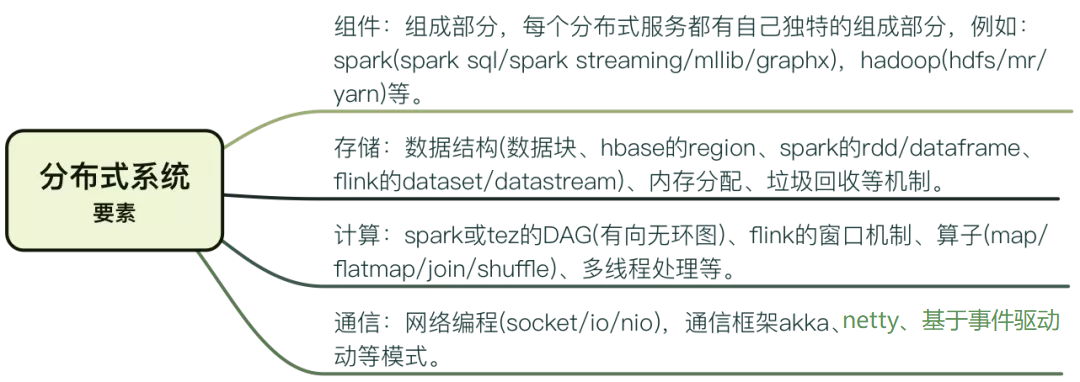 组件：组成部分，每个分布式服务都有自己独特的组成部分，例如：
spark(spark sql/spark streaming/mllib/graphx)，hadoop(hdfs/mr/
yarn)等。
存储：数据结构(数据块、hbase的region、spark的rdd/dataframe、
flink的dataset/datastream)、内存分配、垃圾回收等机制。
分布式系统
要素
计算：spark或tez的DAG(有向无环图)、flink的窗口机制、算子(map/
flatmap/join/shuffle)、多线程处理等。
通信：网络编程(socket/io/nio)，通信框架akka、netty、基于事件驱动
动等模式。